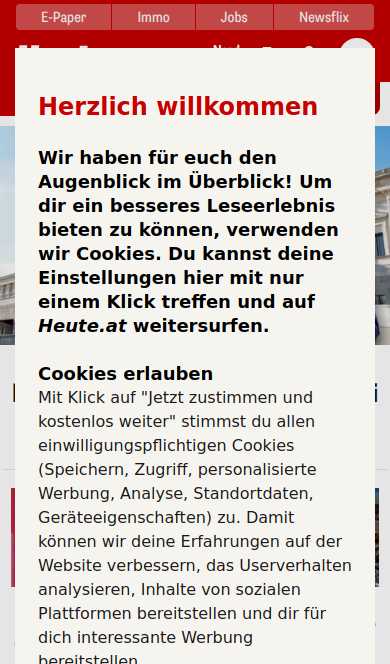 E-Paper
Immo
Jobs
Newsflix
Herzlich willkommen
Wir haben für euch den
Augenblick im Überblick! Um
dir ein besseres Leseerlebnis
bieten zu können, verwenden
wir Cookies. Du kannst deine
Einstellungen hier mit nur
einem Klick treffen und auf
Heute.at weitersurfen.
Cookies erlauben
Mit Klick auf "Jetzt zustimmen und
kostenlos weiter" stimmst du allen
einwilligungspflichtigen Cookies
(Speichern, Zugriff, personalisierte
Werbung, Analyse, Standortdaten,
Geräteeigenschaften) zu. Damit
können wir deine Erfahrungen auf der
Website verbessern, das Userverhalten
analysieren, Inhalte von sozialen
Plattformen bereitstellen und dir für
dich interessante Werbung
bereitstellen